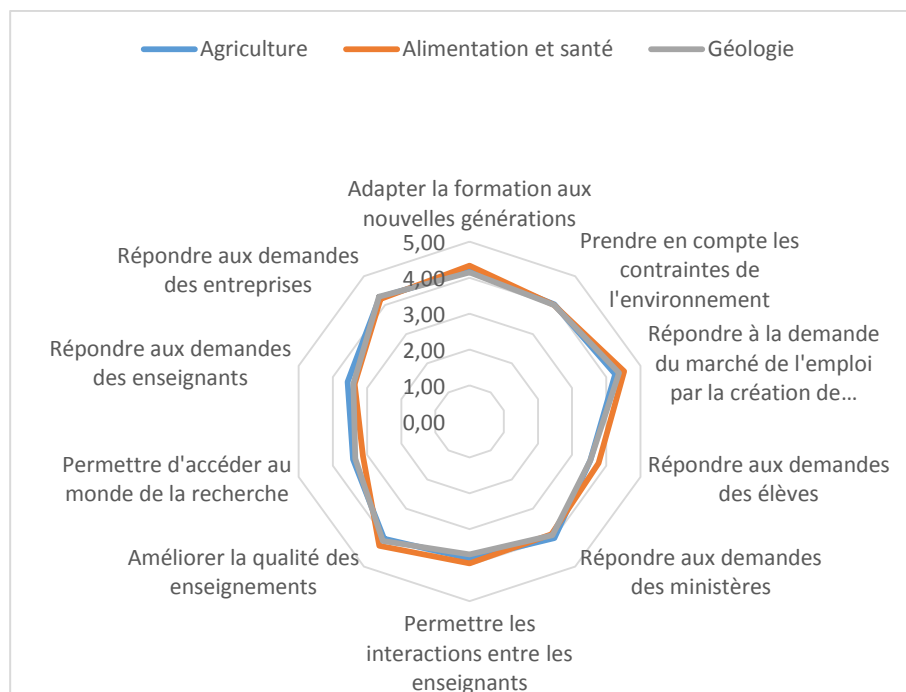 Agriculture
Alimentation et santé
Géologie
Adapter la formation aux
nouvelles générations
Prendre en compte les
contraintes de
l'environnement
Répondre à la demande
du marché de l'emploi
par la création de...
Répondre aux demandes
des élèves
Répondre aux demandes
des ministères
Permettre les
interactions entre les
enseignants
Améliorer la qualité des
enseignements
Permettre d'accéder au
monde de la recherche
Répondre aux demandes
des enseignants
Répondre aux demandes
des entreprises
5,00
4,00
3,00
2,00
1,00
0,00